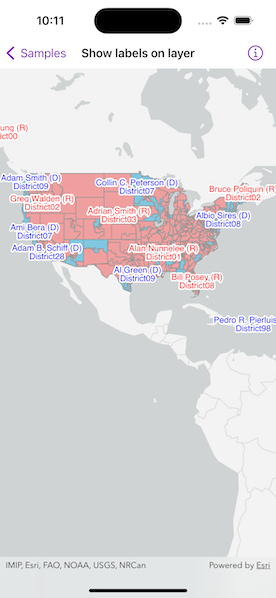 10:11
Samples
Show labels on layer
ung (R)
ict00
Adam Smith (D)
District09
Collin C. Peterson (D)
District07
Bruce Poliquin (R)
District02
Greg Walden (R)
District02
Adrian Smith (R)
District03
Albio Sires (D)
District08
Ami Bera (D)
District07
Adam B. Schiff (D)
District28
Alan Nunnelee (R)
District01
Al Green (D)
District09
Bill Posey (R)
District08
Pedro R. Pierluis
District98
IMIP, Esri, FAO, NOAA, USGS, NRCan
Powered by Esri